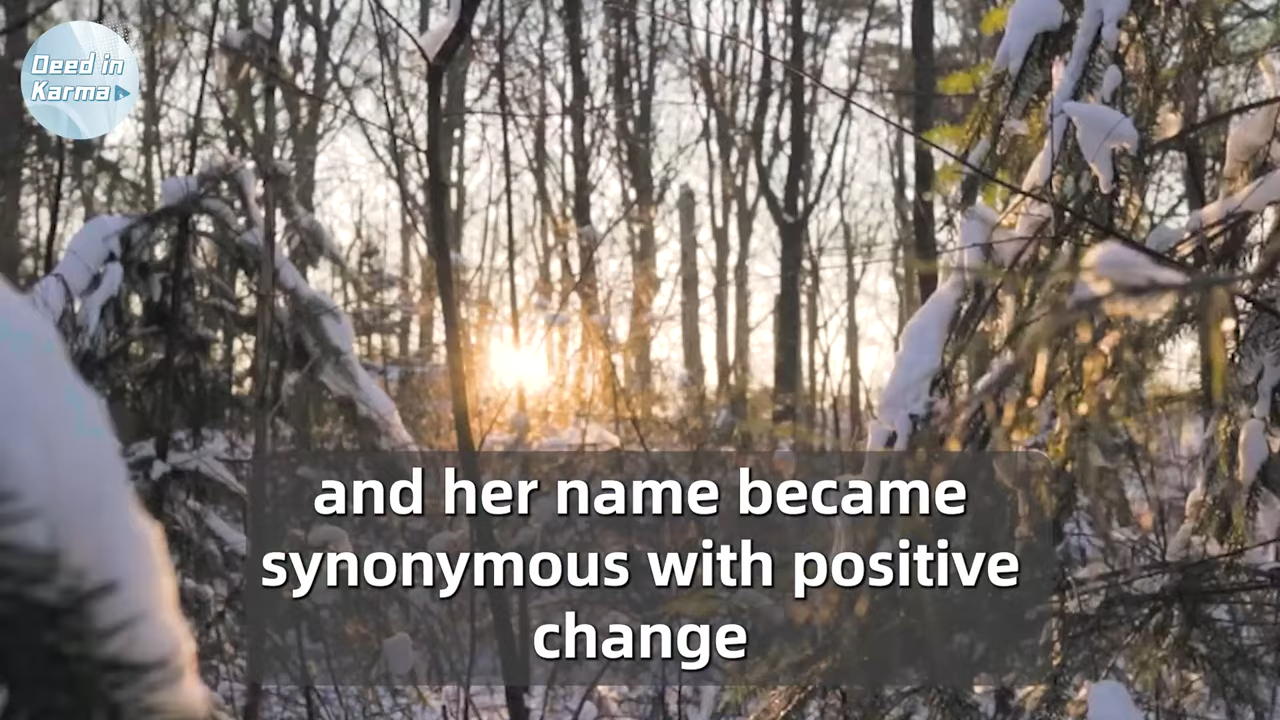 Deed in
Karma
and her name became
synonymous with positive
change